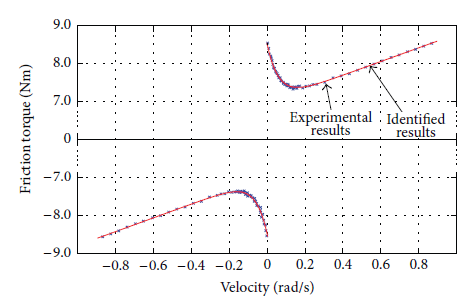 9.0
8.0
7.0
0
−7.0
−8.0
−9.0
Friction torque (Nm)
Experimental results
Identified results
−0.8 −0.6 −0.4 −0.2 0 0.2 0.4 0.6 0.8
Velocity (rad/s)